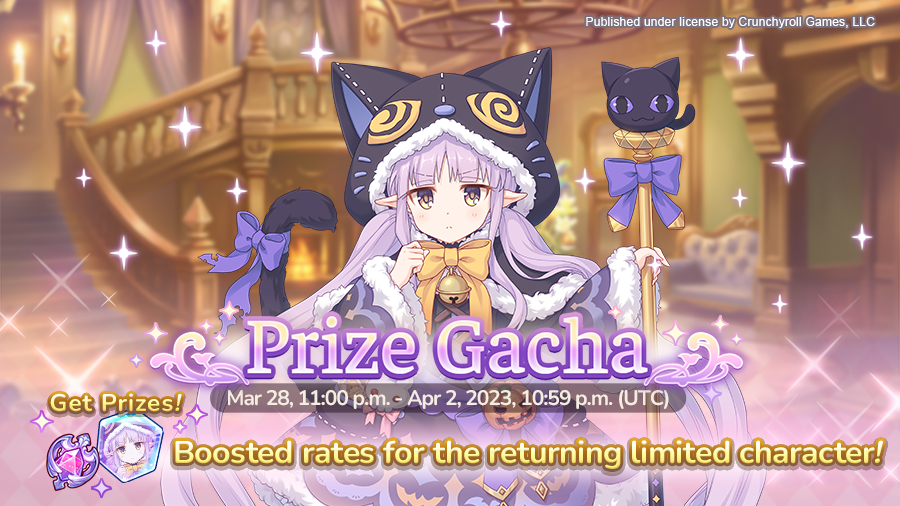 Published under license by Crunchyroll Games, LLC
Prize Gacha
Mar 28, 11:00 p.m. - Apr 2, 2023, 10:59 p.m. (UTC)
Get Prizes!
Boosted rates for the returning limited character!